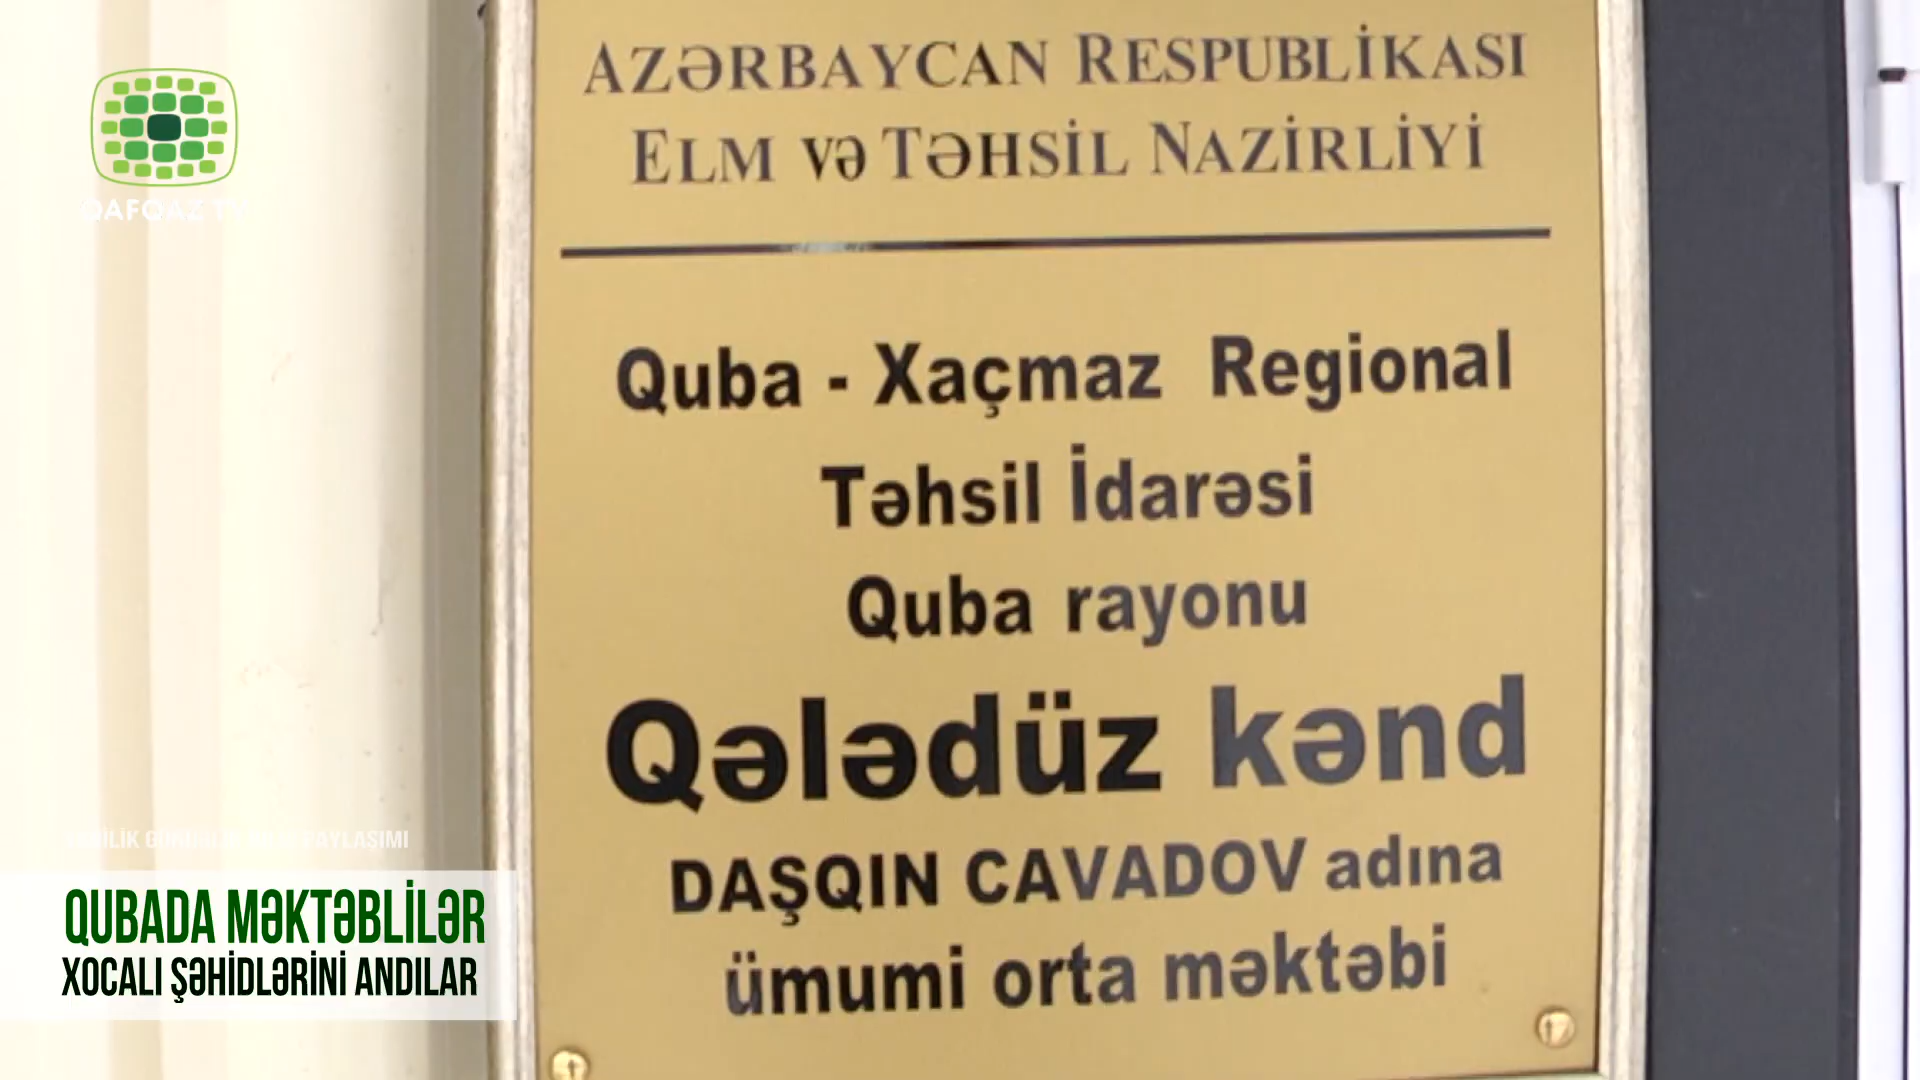 AZƏRBAYCAN RESPUBLİKASI
ELM VƏ TƏHSİL NAZİRLİYİ
QAFQAZ TV
Quba - Xaçmaz Regional
Təhsil İdarəsi
Quba rayonu
Qələdüz kənd
DAŞQIN CAVADOV adına
ümumi orta məktəbi
QUBADA MƏKTƏBLİLƏR
XOCALI ŞƏHİDLƏRİNİ ANDILAR